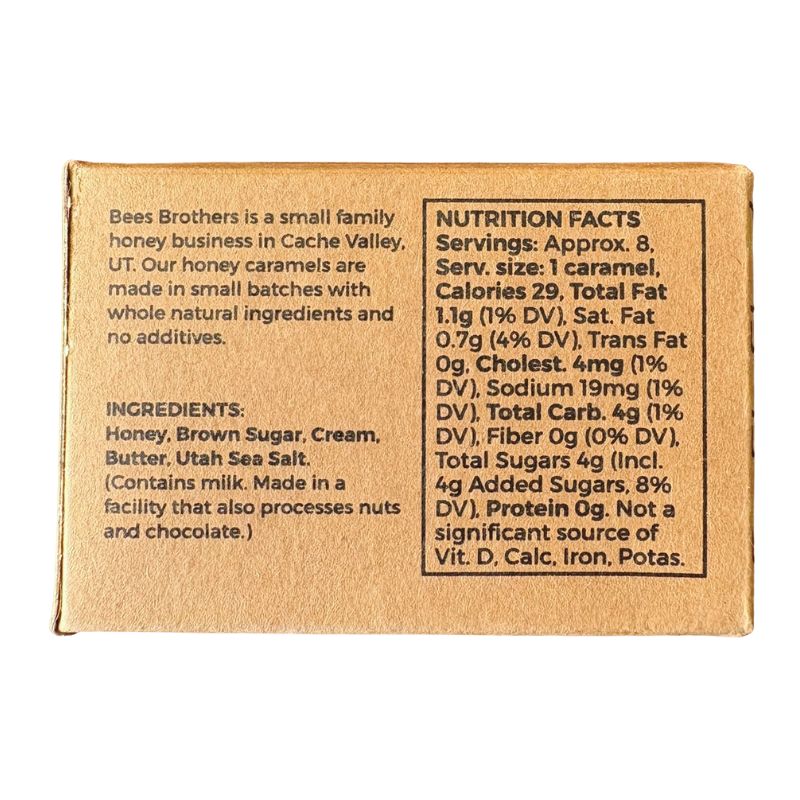 Bees Brothers is a small family
honey business in Cache Valley,
UT. Our honey caramels are
made in small batches with
whole natural ingredients and
no additives.
INGREDIENTS:
Honey, Brown Sugar, Cream,
Butter, Utah Sea Salt.
(Contains milk. Made in a
facility that also processes nuts
and chocolate.)
NUTRITION FACTS
Servings: Approx. 8,
Serv. size: 1 caramel,
Calories 29, Total Fat
1.1g (1% DV), Sat. Fat
0.7g (4% DV), Trans Fat
0g, Cholest. 4mg (1%
DV), Sodium 19mg (1%
DV), Total Carb. 4g (1%
DV), Fiber 0g (0% DV),
Total Sugars 4g (Incl.
4g Added Sugars, 8%
DV), Protein 0g. Not a
significant source of
Vit. D, Calc, Iron, Potas.